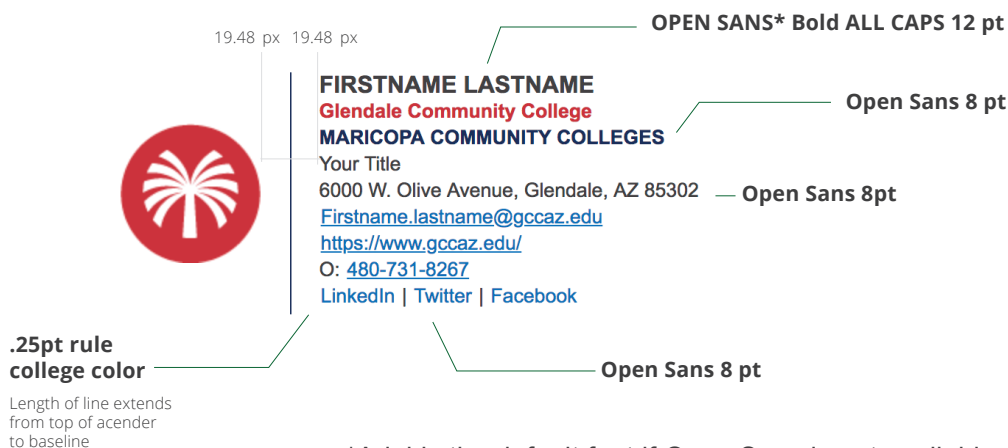 OPEN SANS* Bold ALL CAPS 12 pt
19.48 px 19.48 px
FIRSTNAME LASTNAME
Glendale Community College
Open Sans 8 pt
MARICOPA COMMUNITY COLLEGES
Your Title
6000 W. Olive Avenue, Glendale, AZ 85302
Open Sans 8pt
Firstname.lastname@gccaz.edu
https://www.gccaz.edu/
O: 480-731-8267
LinkedIn | Twitter | Facebook
.25pt rule
college color
Open Sans 8 pt
Length of line extends
from top of acender
to baseline